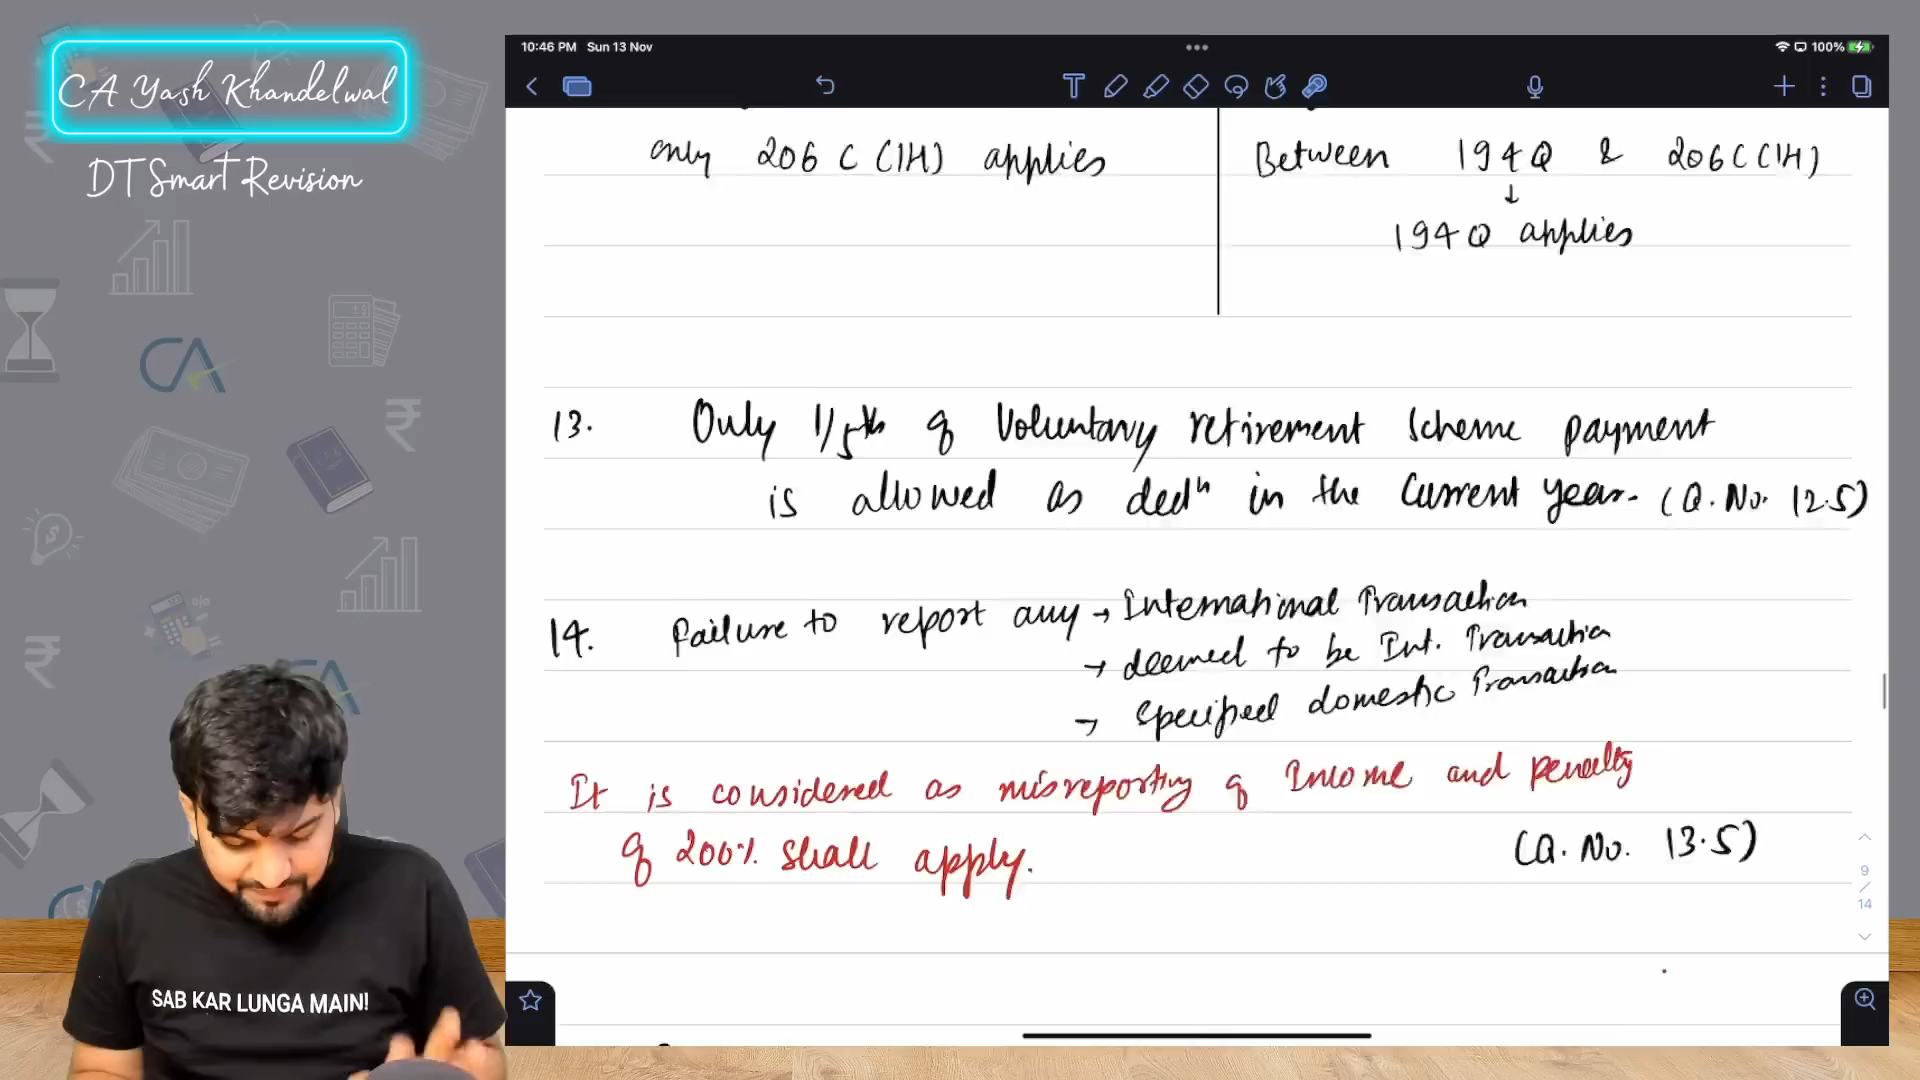 CA Yash Khandelwal
DT Smart Revision
10:46 PM Sun 13 Nov
100%
only 206 C (1H) applies
Between 194Q & 206C(1H)
↓
194Q applies
13. Only 1/5th of Voluntary retirement Scheme payment
is allowed as dedn in the Current year. (Q. No. 12.5)
14. Failure to report any → International Transaction
→ deemed to be Int. Transaction
→ Specified domestic Transaction
It is considered as misreporting of Income and penalty
of 200% shall apply.
(Q. No. 13.5)
9
/
14
CA
SAB KAR LUNGA MAIN!